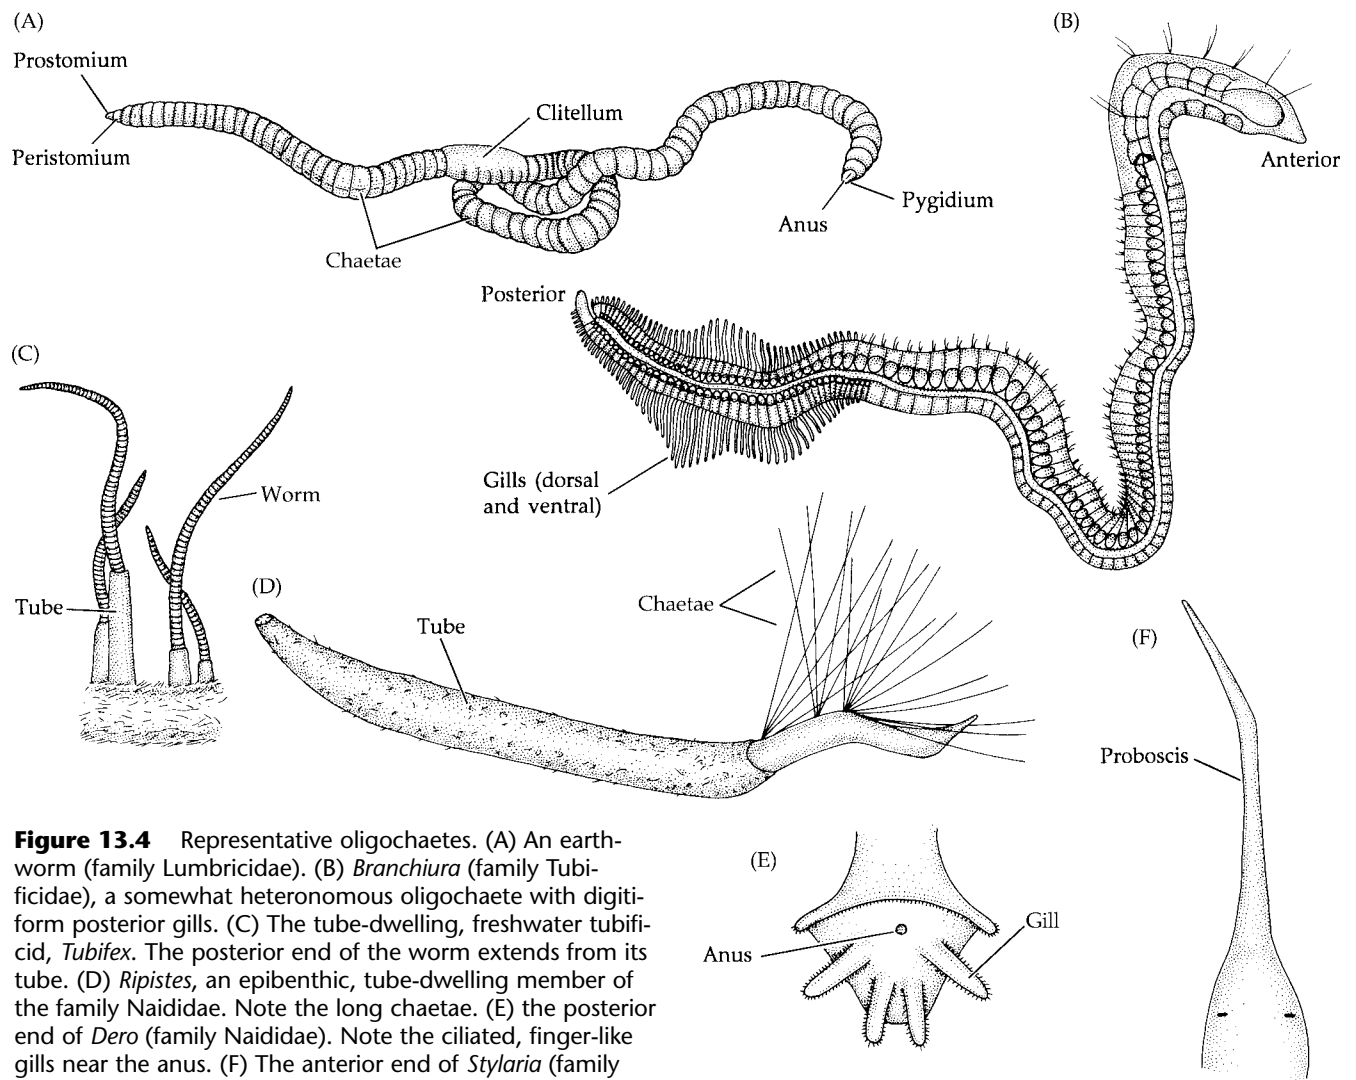 (A)
Prostomium
Peristomium
Clitellum
Chaetae
Anus
Pygidium
(B)
Anterior
Posterior
Gills (dorsal
and ventral)
(C)
Worm
Tube
(D)
Tube
Chaetae
(E)
Anus
Gill
(F)
Proboscis
Figure 13.4 Representative oligochaetes. (A) An earth-
worm (family Lumbricidae). (B) Branchiura (family Tubi-
ficidae), a somewhat heteronomous oligochaete with digiti-
form posterior gills. (C) The tube-dwelling, freshwater tubifi-
cid, Tubifex. The posterior end of the worm extends from its
tube. (D) Ripistes, an epibenthic, tube-dwelling member of
the family Naididae. Note the long chaetae. (E) the posterior
end of Dero (family Naididae). Note the ciliated, finger-like
gills near the anus. (F) The anterior end of Stylaria (family